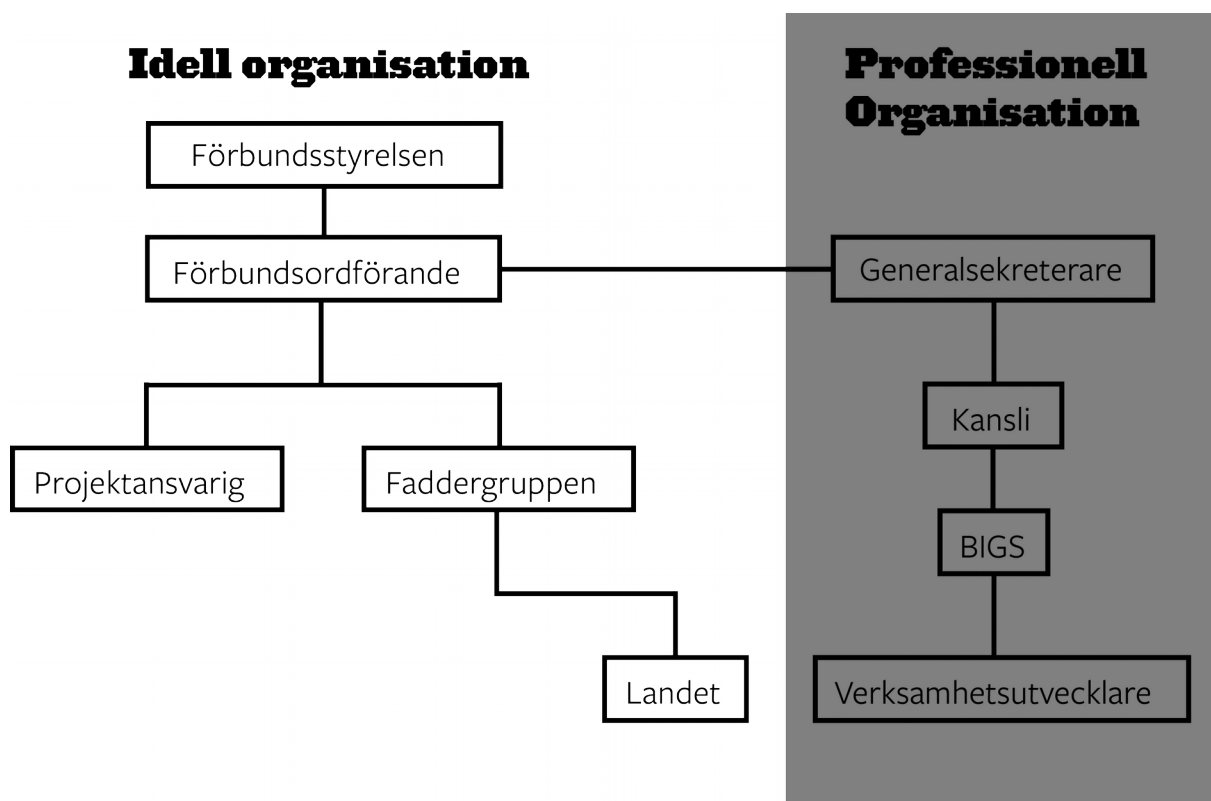 Idell organisation
Professionell
Organisation
Förbundsstyrelsen
Förbundsordförande
Generalsekreterare
Kansli
Projektansvarig
Faddergruppen
BIGS
Landet
Verksamhetsutvecklare